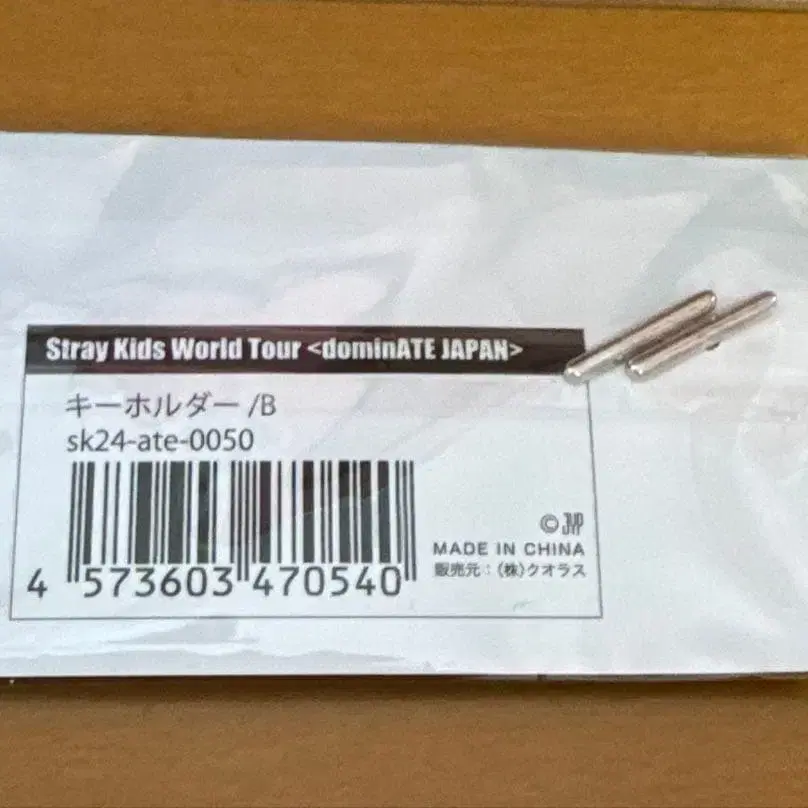 Stray Kids World Tour <dominATE JAPAN>
キーホルダー /B
sk24-ate-0050
4 573603 470540
© JYP
MADE IN CHINA
販売元：(株)クオラス